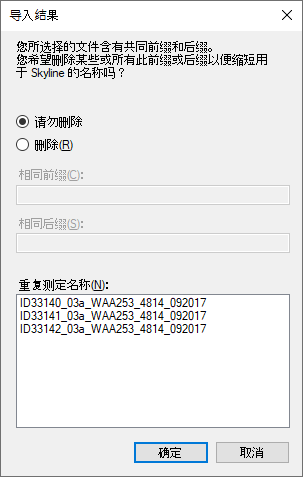 导入结果
您所选择的文件含有共同前缀和后缀。
您希望删除某些或所有此前缀或后缀以便缩短用
于 Skyline 的名称吗？
请勿删除
删除(R)
相同前缀(C):
相同后缀(S):
重复测定名称(N):
ID33140_03a_WAA253_4814_092017
ID33141_03a_WAA253_4814_092017
ID33142_03a_WAA253_4814_092017
确定
取消